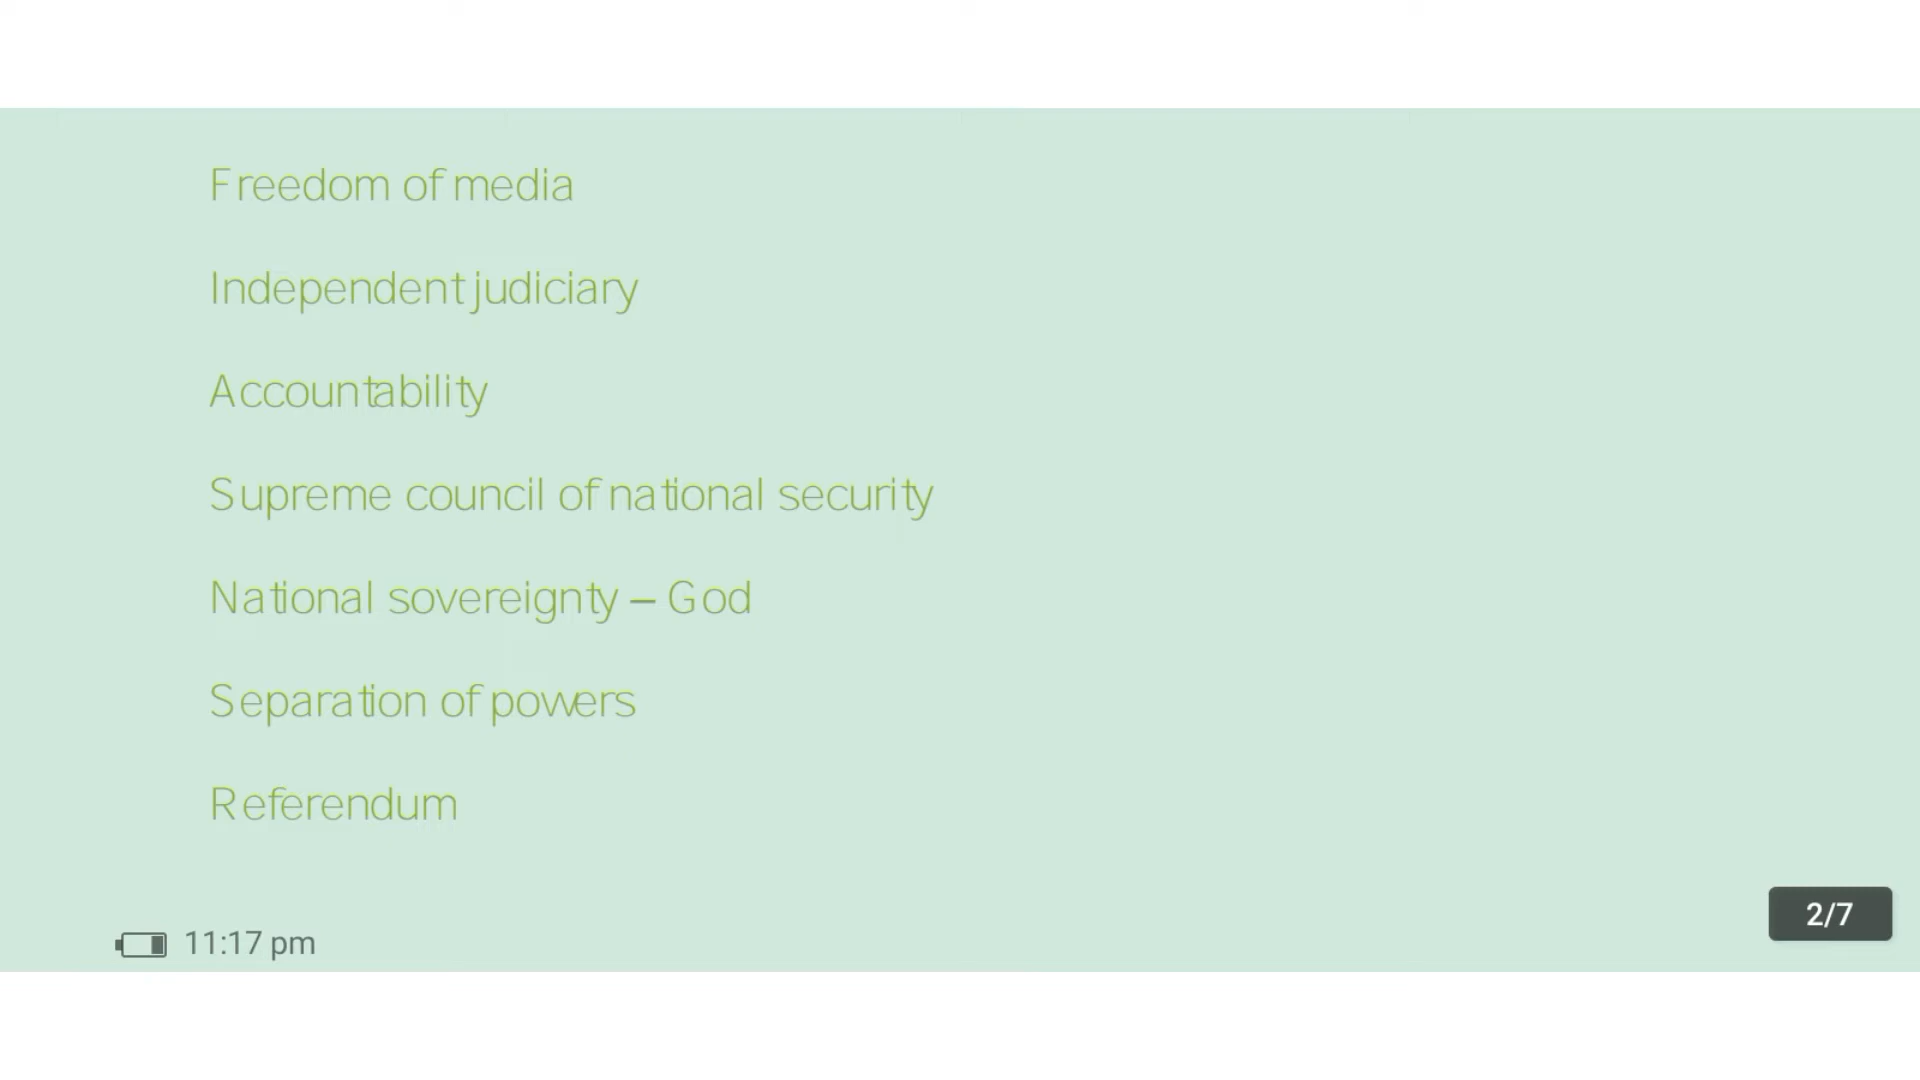 Freedom of media
Independent judiciary
Accountability
Supreme council of national security
National sovereignty – God
Separation of powers
Referendum
2/7
11:17 pm